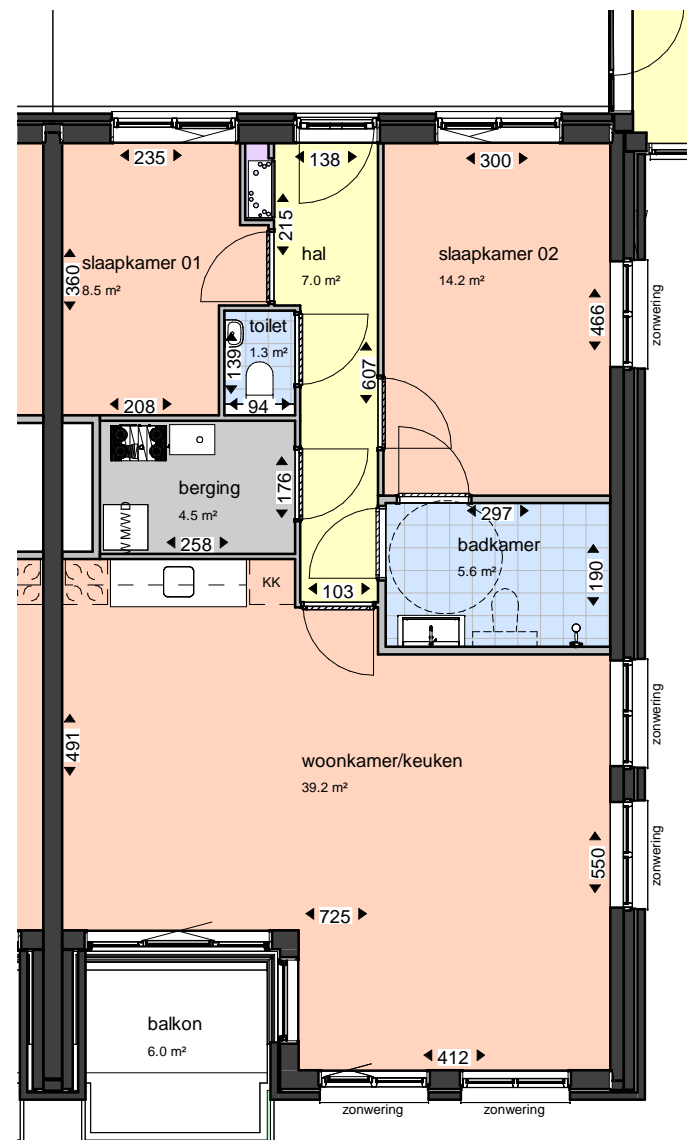 235
138
300
215
slaapkamer 01
8.5 m²
hal
7.0 m²
slaapkamer 02
14.2 m²
360
466
zonwering
toilet
1.3 m²
139
607
208
94
berging
4.5 m²
176
WM/WD
258
297
badkamer
5.6 m²
190
KK
103
zonwering
491
woonkamer/keuken
39.2 m²
zonwering
550
725
balkon
6.0 m²
412
zonwering
zonwering